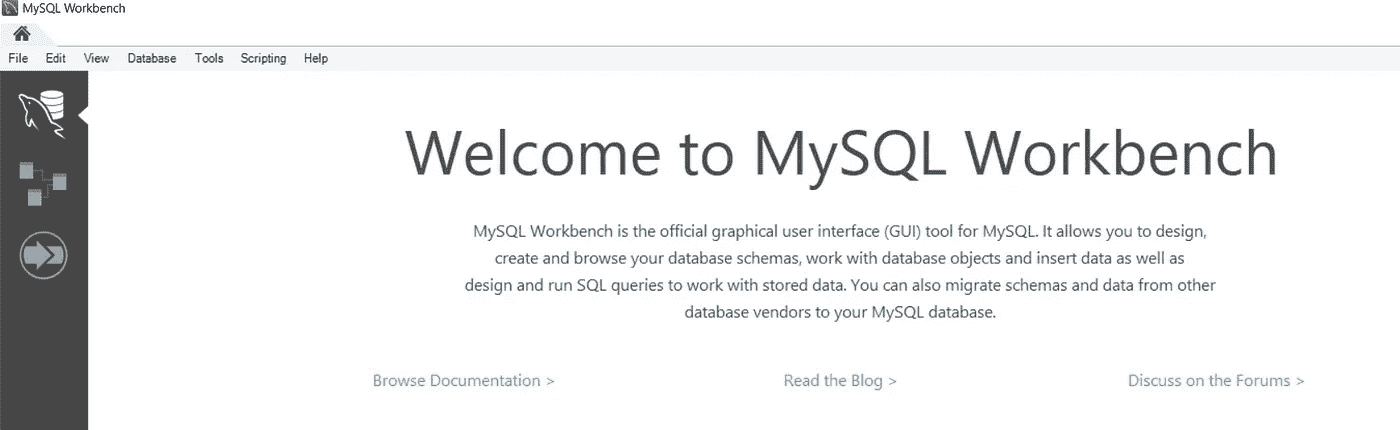 MySQL Workbench
File Edit View Database Tools Scripting Help
Welcome to MySQL Workbench
MySQL Workbench is the official graphical user interface (GUI) tool for MySQL. It allows you to design,
create and browse your database schemas, work with database objects and insert data as well as
design and run SQL queries to work with stored data. You can also migrate schemas and data from other
database vendors to your MySQL database.
Browse Documentation > Read the Blog > Discuss on the Forums >